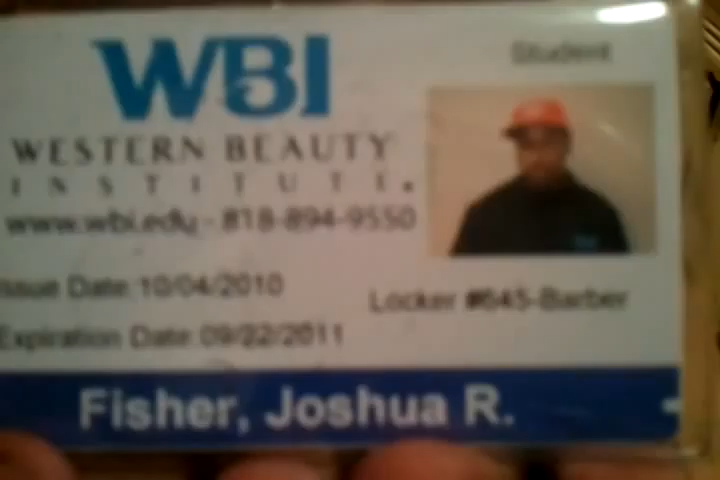 WBI
Student
WESTERN BEAUTY
INSTITUTE.
www.wbi.edu - 818-894-9550
Issue Date: 10/04/2010
Locker #645-Barber
Expiration Date: 09/22/2011
Fisher, Joshua R.